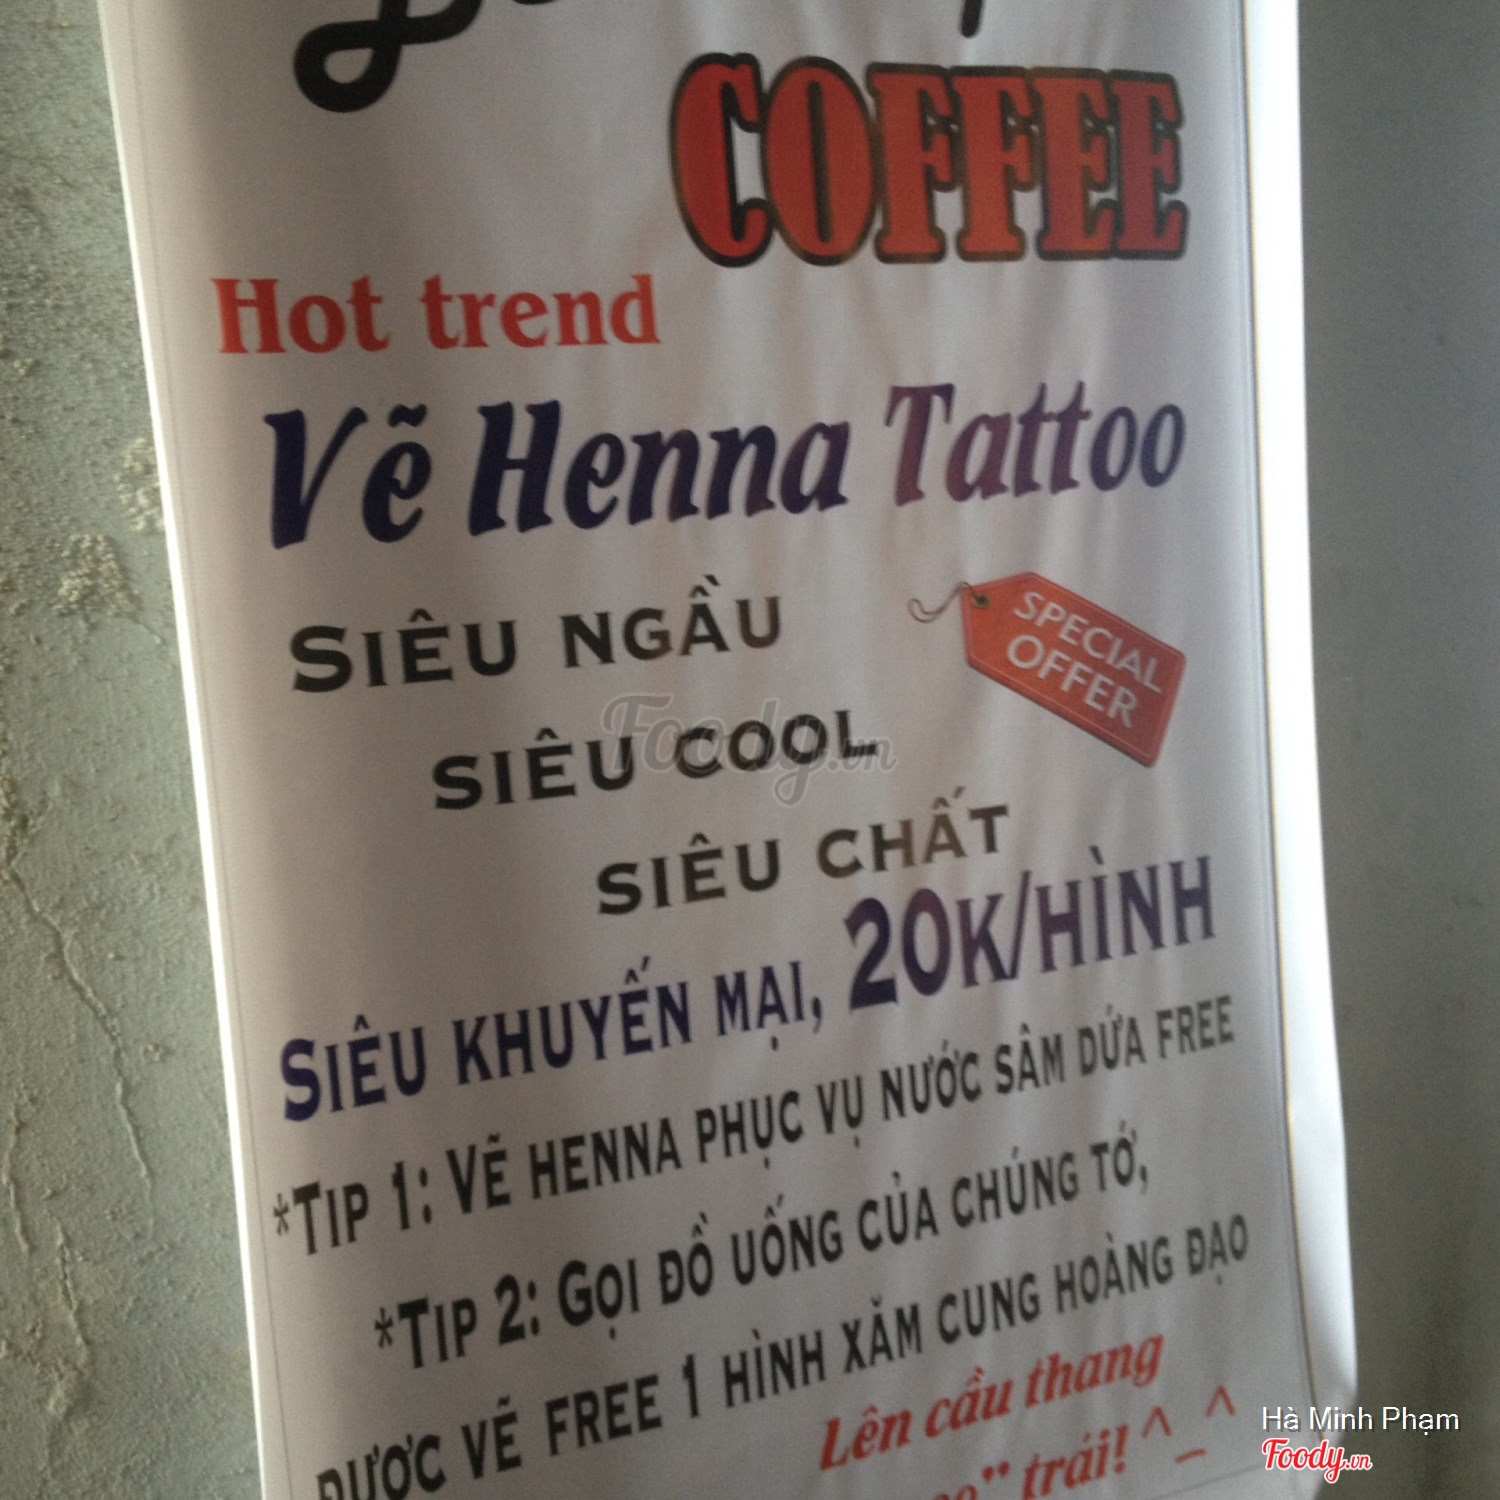 COFFEE
Hot trend
Vẽ Henna Tattoo
SIÊU NGẦU
SPECIAL
OFFER
SIÊU COOL
SIÊU CHẤT
SIÊU KHUYẾN MẠI, 20K/HÌNH
*TIP 1: VẼ HENNA PHỤC VỤ NƯỚC SÂM DỨA FREE
*TIP 2: GỌI ĐỒ UỐNG CỦA CHÚNG TỚ,
ĐƯỢC VẼ FREE 1 HÌNH XĂM CUNG HOÀNG ĐẠO
Lên cầu thang
trái! ^_^
Foody.vn
Hà Minh Phạm
Foody.vn